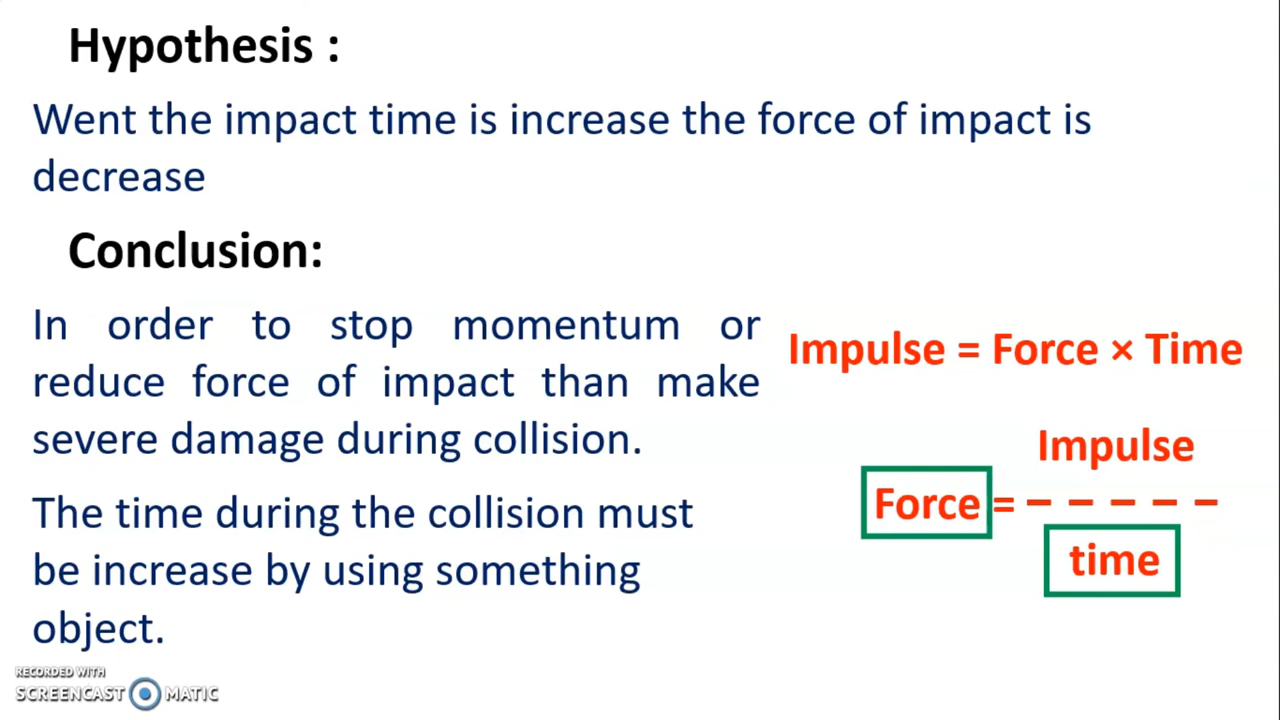 Hypothesis :
Went the impact time is increase the force of impact is
decrease
Conclusion:
In order to stop momentum or
reduce force of impact than make
severe damage during collision.
The time during the collision must
be increase by using something
object.
Impulse = Force × Time
Impulse
Force = – – – – –
time
RECORDED WITH
SCREENCAST MATIC